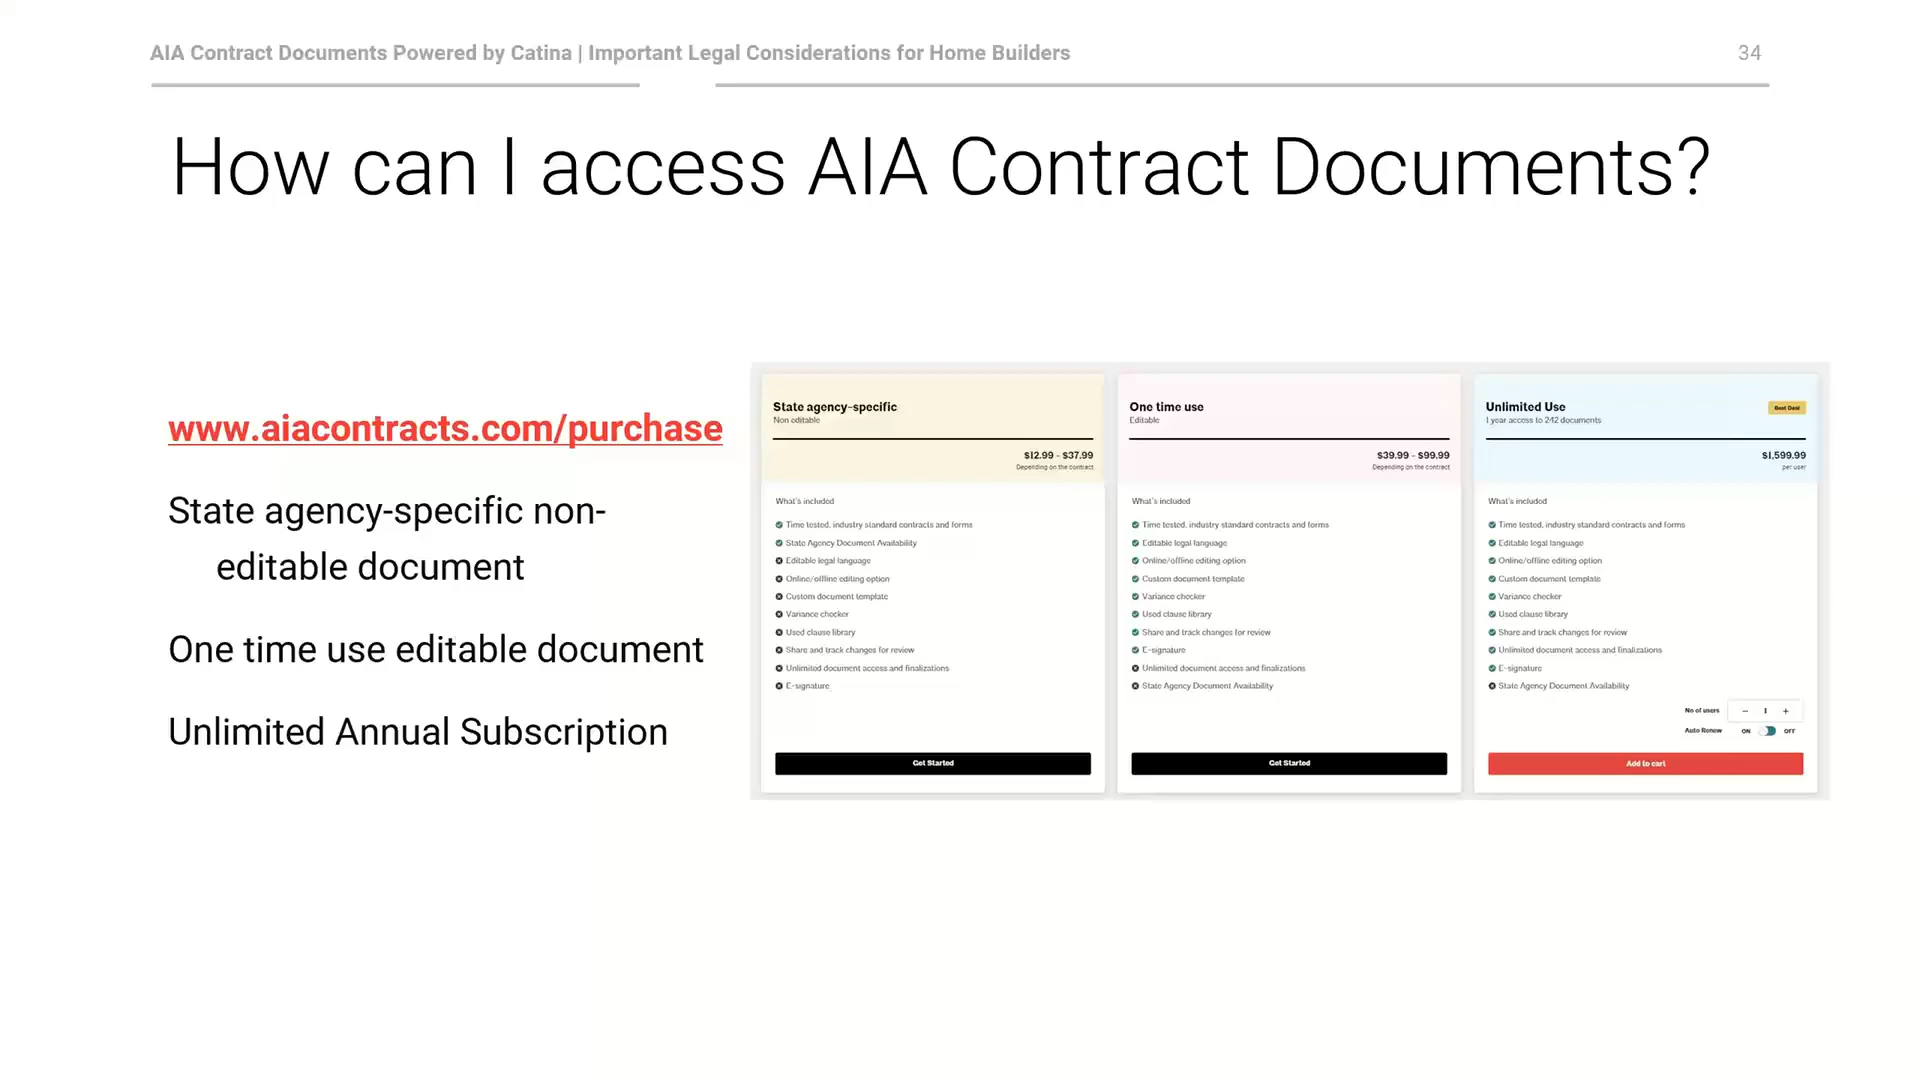 AIA Contract Documents Powered by Catina | Important Legal Considerations for Home Builders
34
How can I access AIA Contract Documents?
www.aiacontracts.com/purchase
State agency-specific non-
editable document
One time use editable document
Unlimited Annual Subscription
State agency-specific
Non editable
$12.99 - $37.99
Depending on the contract
What's included
Time tested, industry standard contracts and forms
State Agency Document Availability
Editable legal language
Online/offline editing option
Custom document template
Variance checker
Used clause library
Share and track changes for review
Unlimited document access and finalizations
E-signature
Get Started
One time use
Editable
$39.99 - $99.99
Depending on the contract
What's included
Time tested, industry standard contracts and forms
Editable legal language
Online/offline editing option
Custom document template
Variance checker
Used clause library
Share and track changes for review
E-signature
Unlimited document access and finalizations
State Agency Document Availability
Get Started
Unlimited Use
Best Deal
1 year access to 242 documents
$1,599.99
per user
What's included
Time tested, industry standard contracts and forms
Editable legal language
Online/offline editing option
Custom document template
Variance checker
Used clause library
Share and track changes for review
Unlimited document access and finalizations
E-signature
State Agency Document Availability
No of users - 1 +
Auto Renew ON OFF
Add to cart